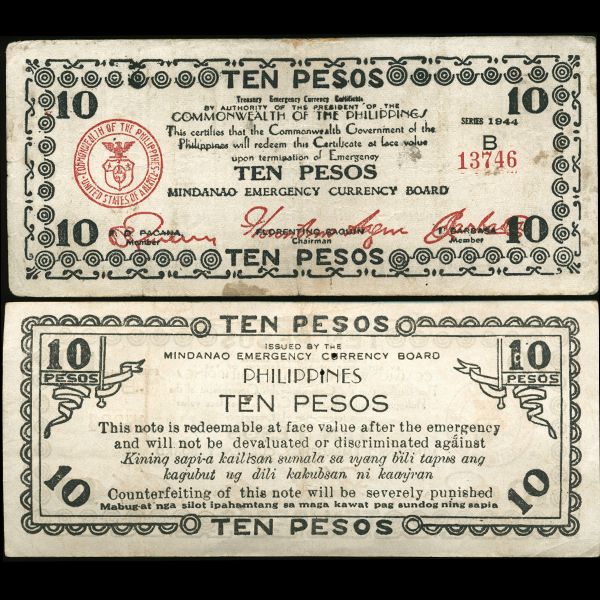 TEN PESOS
10
10
Treasury Emergency Currency Certificate
BY AUTHORITY OF THE PRESIDENT OF THE
COMMONWEALTH OF THE PHILIPPINES
SERIES 1944
This certifies that the Commonwealth Government of the
B
Philippines will redeem this Certificate at face value
13746
upon termination of Emergency
COMMONWEALTH OF THE PHILIPPINES
UNITED STATES OF AMERICA
TEN PESOS
MINDANAO EMERGENCY CURRENCY BOARD
10
10
D PACANA
FLORENTINO SAGUIN
BARBASA
Member
Chairman
Member
TEN PESOS
TEN PESOS
ISSUED BY THE
10
PESOS
10
PESOS
MINDANAO EMERGENCY CURRENCY BOARD
PHILIPPINES
TEN PESOS
This note is redeemable at face value after the emergency
and will not be devaluated or discriminated against
Kining sapi-a kailisan sumala sa iyang bili tapus ang
kagubut ug dili kakubsan ni
Counterfeiting of this note will be severely punished
10
10
Mabug-at nga silot ipahamtang sa maga kawat pag sundog ning sapia
TEN PESOS